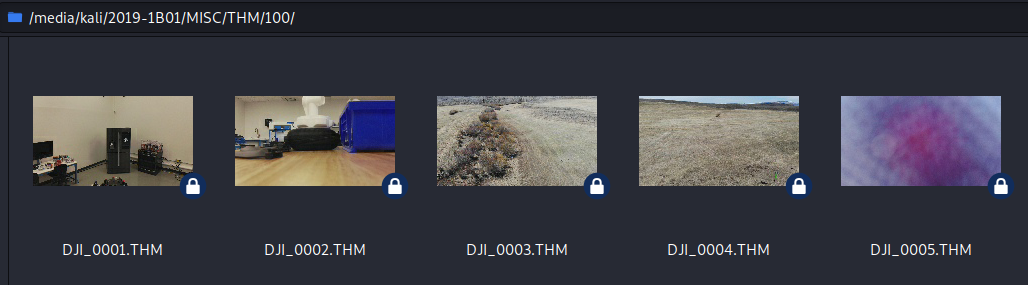 /media/kali/2019-1B01/MISC/THM/100/
DJI_0001.THM
DJI_0002.THM
DJI_0003.THM
DJI_0004.THM
DJI_0005.THM